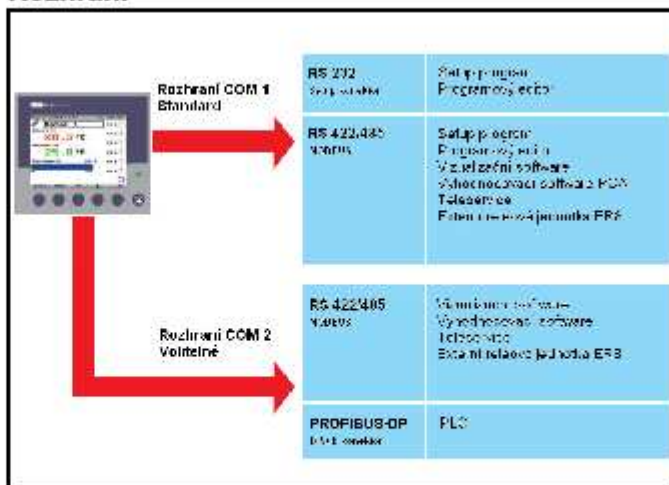 Rozhraní COM 1
Standard
RS 232
Setup program
Programový editor
RS 422/485
MODBUS
Setup program
Programový editor
Vizualizační software
Vyhodnocovací software PCA
Teleservice
Externí reléová jednotka ER8
Rozhraní COM 2
Volitelné
RS 422/485
MODBUS
software
Vyhodnocovací software
Teleservice
Externí reléová jednotka ER8
PROFIBUS-DP
PLC